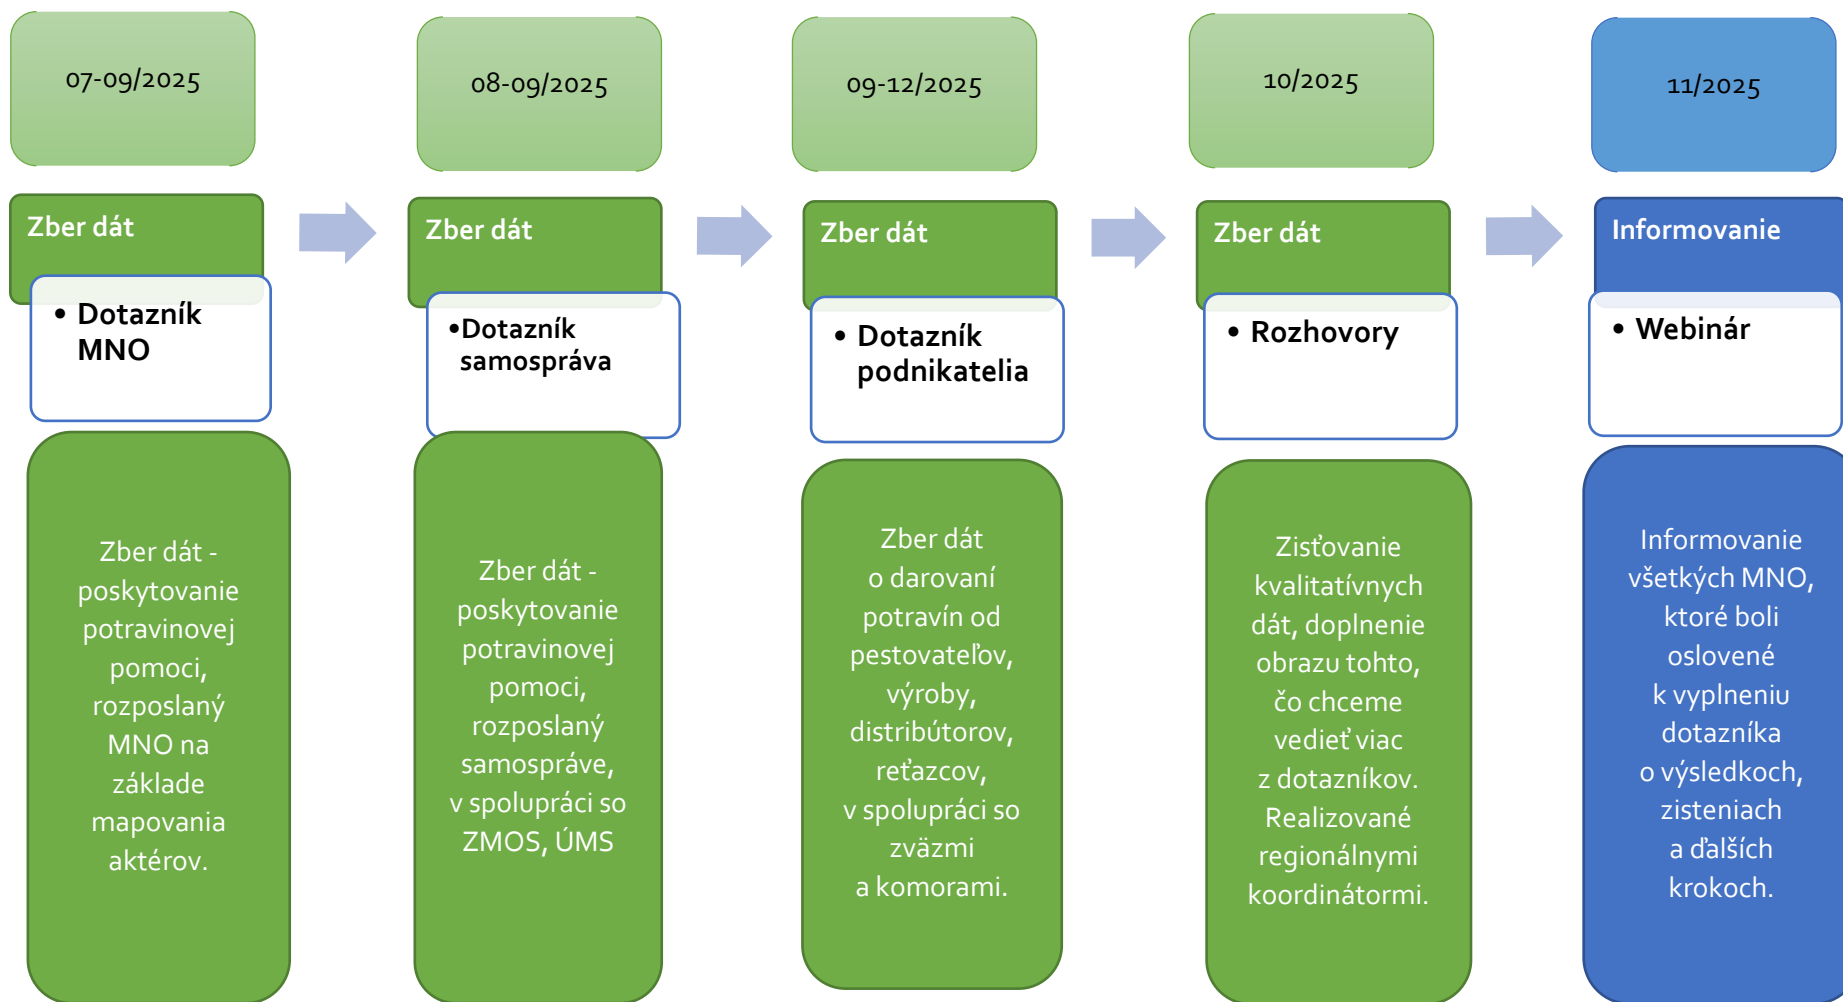 07-09/2025
Zber dát
• Dotazník
MNO
Zber dát -
poskytovanie
potravinovej
pomoci,
rozposlaný
MNO na
základe
mapovania
aktérov.
08-09/2025
Zber dát
•Dotazník
samospráva
Zber dát -
poskytovanie
potravinovej
pomoci,
rozposlaný
samospráve,
v spolupráci so
ZMOS, ÚMS
09-12/2025
Zber dát
• Dotazník
podnikatelia
Zber dát
o darovaní
potravín od
pestovateľov,
výroby,
distribútorov,
reťazcov,
v spolupráci so
zväzmi
a komorami.
10/2025
Zber dát
• Rozhovory
Zisťovanie
kvalitatívnych
dát, doplnenie
obrazu tohto,
čo chceme
vedieť viac
z dotazníkov.
Realizované
regionálnymi
koordinátormi.
11/2025
Informovanie
• Webinár
Informovanie
všetkých MNO,
ktoré boli
oslovené
k vyplneniu
dotazníka
o výsledkoch,
zisteniach
a ďalších
krokoch.